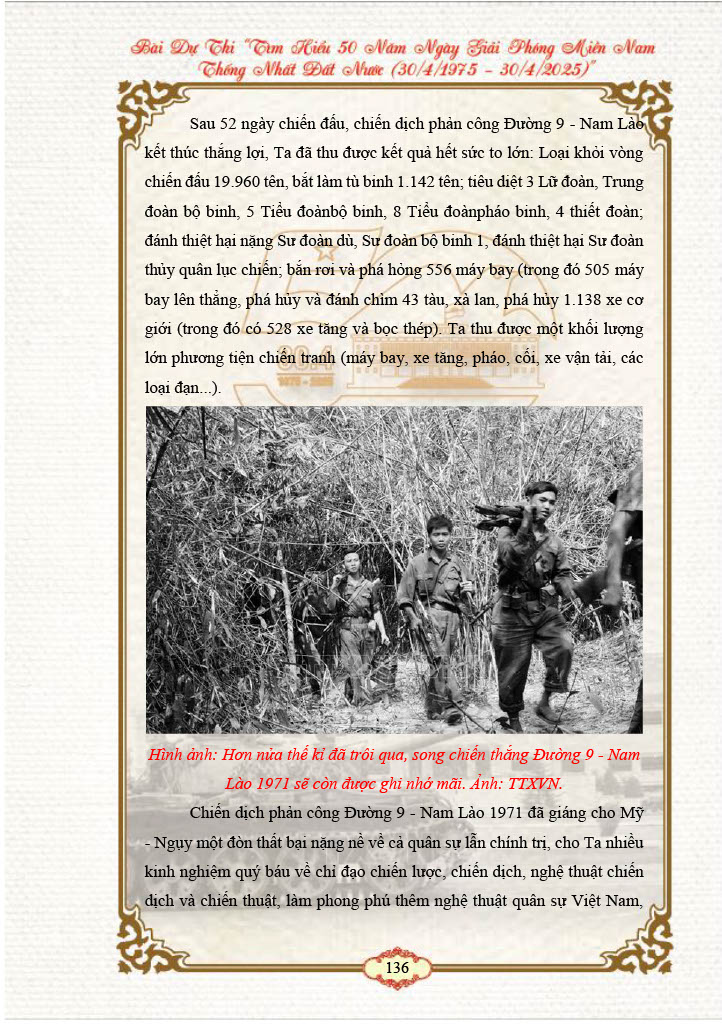 Bài Dự Thi “Tìm Hiểu 50 Năm Ngày Giải Phóng Miền Nam
Thống Nhất Đất Nước (30/4/1975 - 30/4/2025)”
Sau 52 ngày chiến đấu, chiến dịch phản công Đường 9 - Nam Lào
kết thúc thắng lợi, Ta đã thu được kết quả hết sức to lớn: Loại khỏi vòng
chiến đấu 19.960 tên, bắt làm tù binh 1.142 tên; tiêu diệt 3 Lữ đoàn, Trung
đoàn bộ binh, 5 Tiểu đoànbộ binh, 8 Tiểu đoànpháo binh, 4 thiết đoàn;
đánh thiệt hại nặng Sư đoàn dù, Sư đoàn bộ binh 1, đánh thiệt hại Sư đoàn
thủy quân lục chiến; bắn rơi và phá hỏng 556 máy bay (trong đó 505 máy
bay lên thẳng, phá hủy và đánh chìm 43 tàu, xà lan, phá hủy 1.138 xe cơ
giới (trong đó có 528 xe tăng và bọc thép). Ta thu được một khối lượng
lớn phương tiện chiến tranh (máy bay, xe tăng, pháo, cối, xe vận tải, các
loại đạn...).
30.4
1975 - 2025
Hình ảnh: Hơn nửa thế kỉ đã trôi qua, song chiến thắng Đường 9 - Nam
Lào 1971 sẽ còn được ghi nhớ mãi. Ảnh: TTXVN.
Chiến dịch phản công Đường 9 - Nam Lào 1971 đã giáng cho Mỹ
- Ngụy một đòn thất bại nặng nề về cả quân sự lẫn chính trị, cho Ta nhiều
kinh nghiệm quý báu về chỉ đạo chiến lược, chiến dịch, nghệ thuật chiến
dịch và chiến thuật, làm phong phú thêm nghệ thuật quân sự Việt Nam,
136